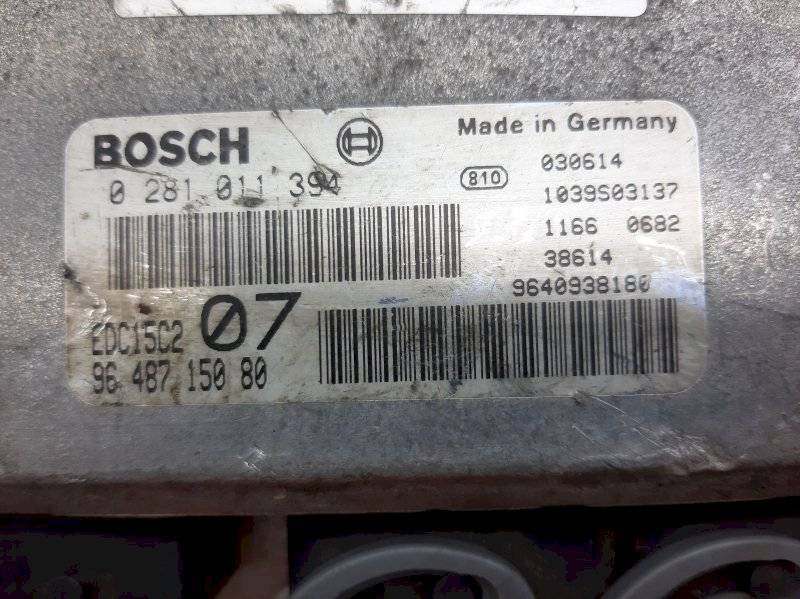 BOSCH
0 281 011 394
EDC15C2 07
96 487 150 80
Made in Germany
810 030614
1039S03137
1166 0682
38614
9640938180